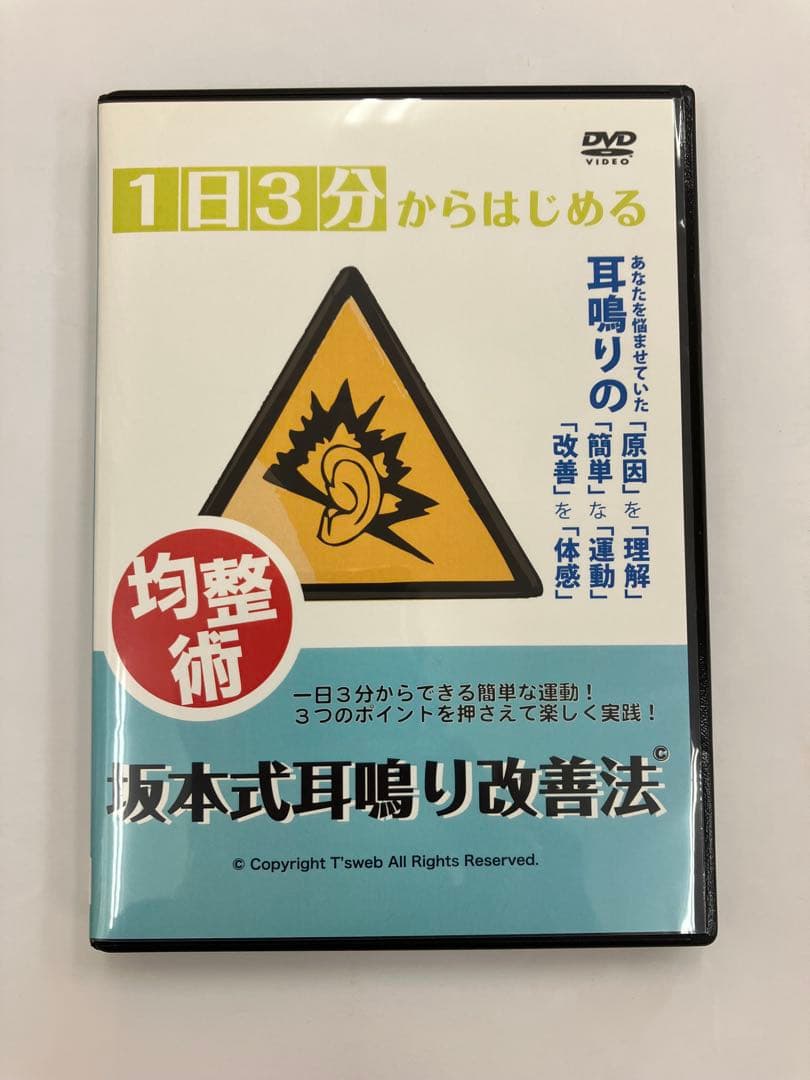 DVD
VIDEO
1日3分からはじめる
あなたを悩ませていた
耳鳴りの
「原因」を「理解」
「簡単」な「運動」
「改善」を「体感」
均整術
一日3分からできる簡単な運動！
3つのポイントを押さえて楽しく実践！
坂本式耳鳴り改善法©
© Copyright T'sweb All Rights Reserved.